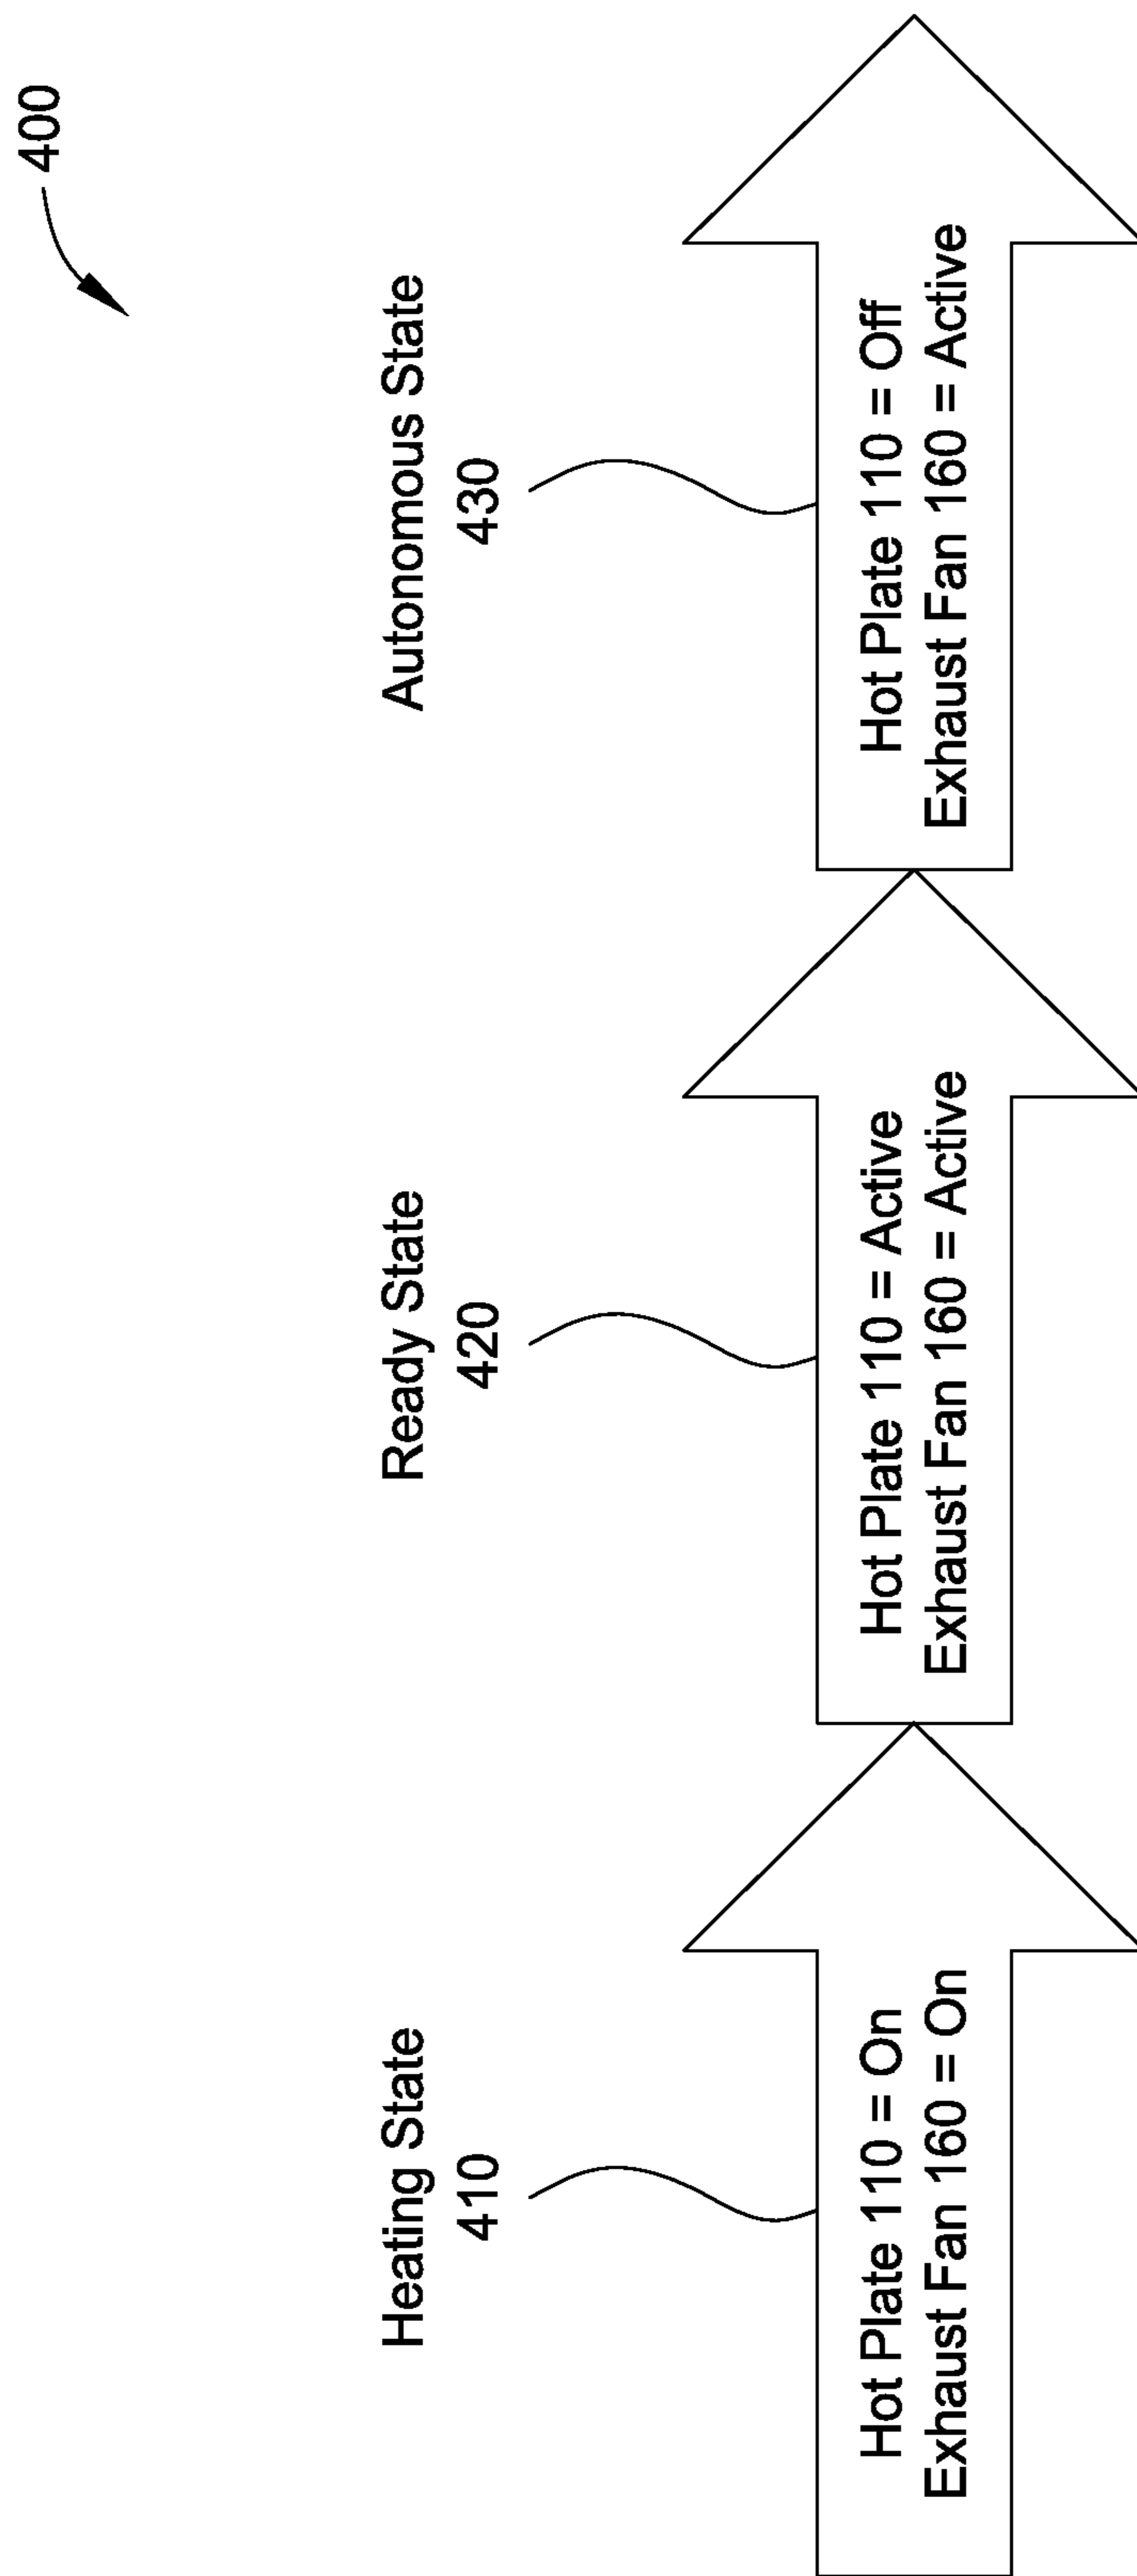 400
Heating State
410
Ready State
420
Autonomous State
430
Hot Plate 110 = On
Exhaust Fan 160 = On
Hot Plate 110 = Active
Exhaust Fan 160 = Active
Hot Plate 110 = Off
Exhaust Fan 160 = Active